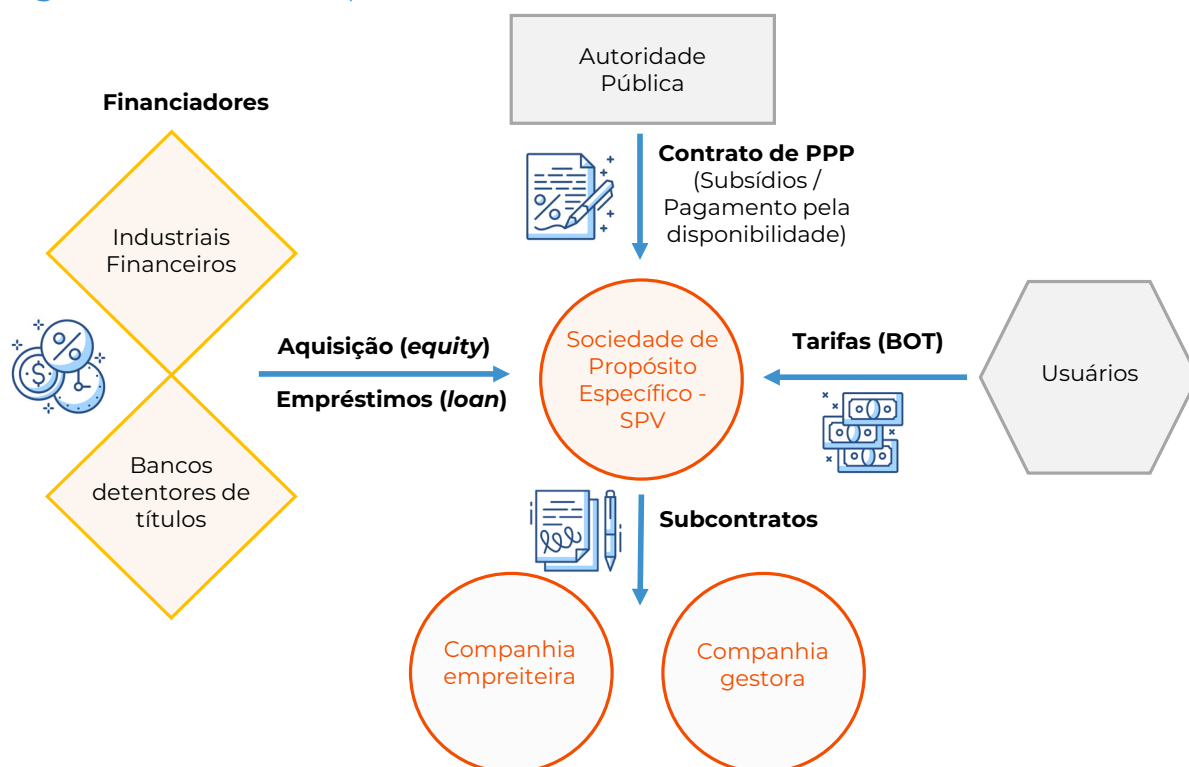 Autoridade
Pública
Financiadores
Contrato de PPP
(Subsídios /
Pagamento pela
disponibilidade)
Industriais
Financeiros
Aquisição (equity)
Empréstimos (loan)
Sociedade de
Propósito
Específico -
SPV
Tarifas (BOT)
Usuários
Bancos
detentores de
títulos
Subcontratos
Companhia
empreiteira
Companhia
gestora